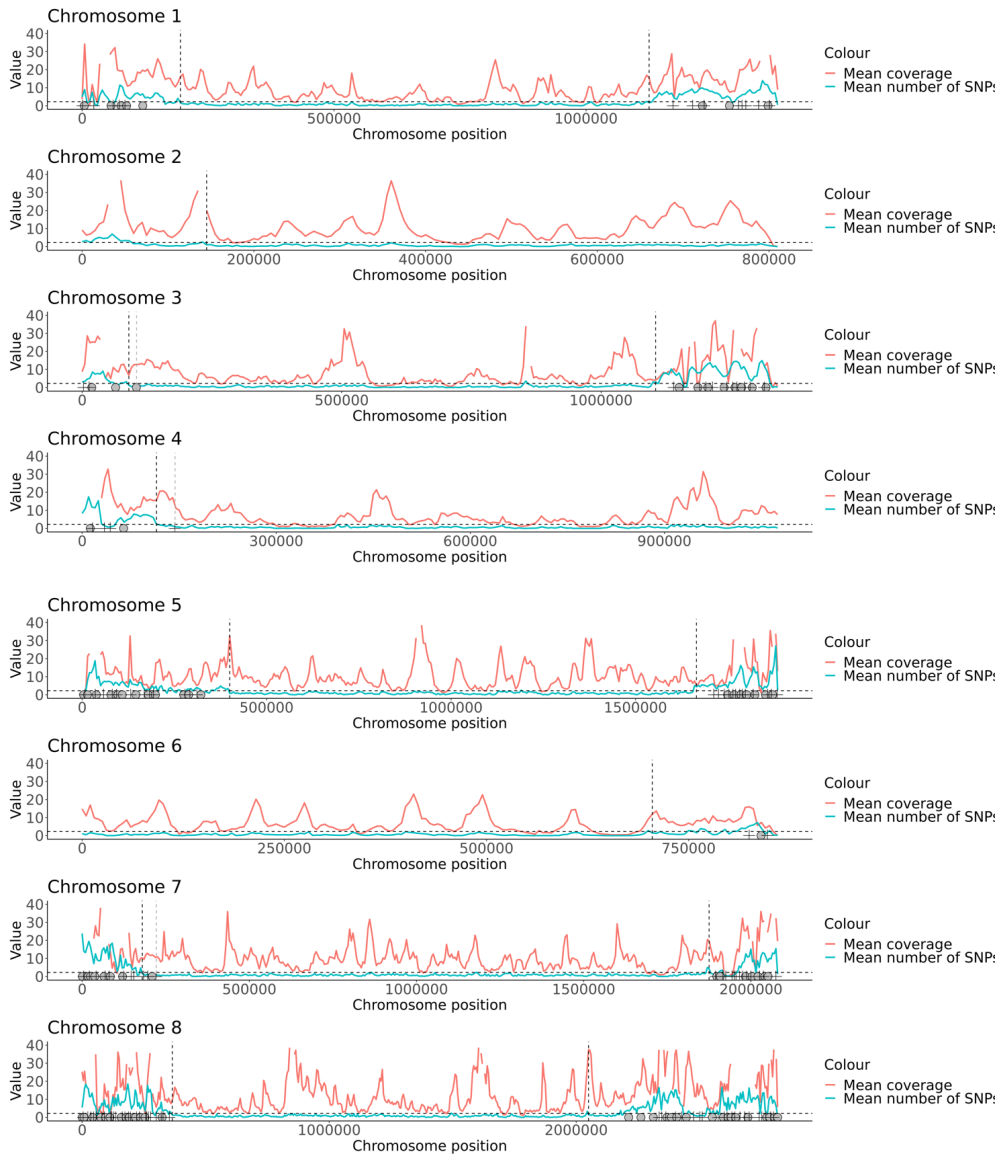 Chromosome 1
Value
40
30
20
10
0
0
500000
1000000
Chromosome position
Colour
Mean coverage
Mean number of SNPs
Chromosome 2
Value
40
30
20
10
0
0
200000
400000
600000
800000
Chromosome position
Colour
Mean coverage
Mean number of SNPs
Chromosome 3
Value
40
30
20
10
0
0
500000
1000000
Chromosome position
Colour
Mean coverage
Mean number of SNPs
Chromosome 4
Value
40
30
20
10
0
0
300000
600000
900000
Chromosome position
Colour
Mean coverage
Mean number of SNPs
Chromosome 5
Value
40
30
20
10
0
0
500000
1000000
1500000
Chromosome position
Colour
Mean coverage
Mean number of SNPs
Chromosome 6
Value
40
30
20
10
0
0
250000
500000
750000
Chromosome position
Colour
Mean coverage
Mean number of SNPs
Chromosome 7
Value
40
30
20
10
0
0
500000
1000000
1500000
2000000
Chromosome position
Colour
Mean coverage
Mean number of SNPs
Chromosome 8
Value
40
30
20
10
0
0
1000000
2000000
Chromosome position
Colour
Mean coverage
Mean number of SNPs